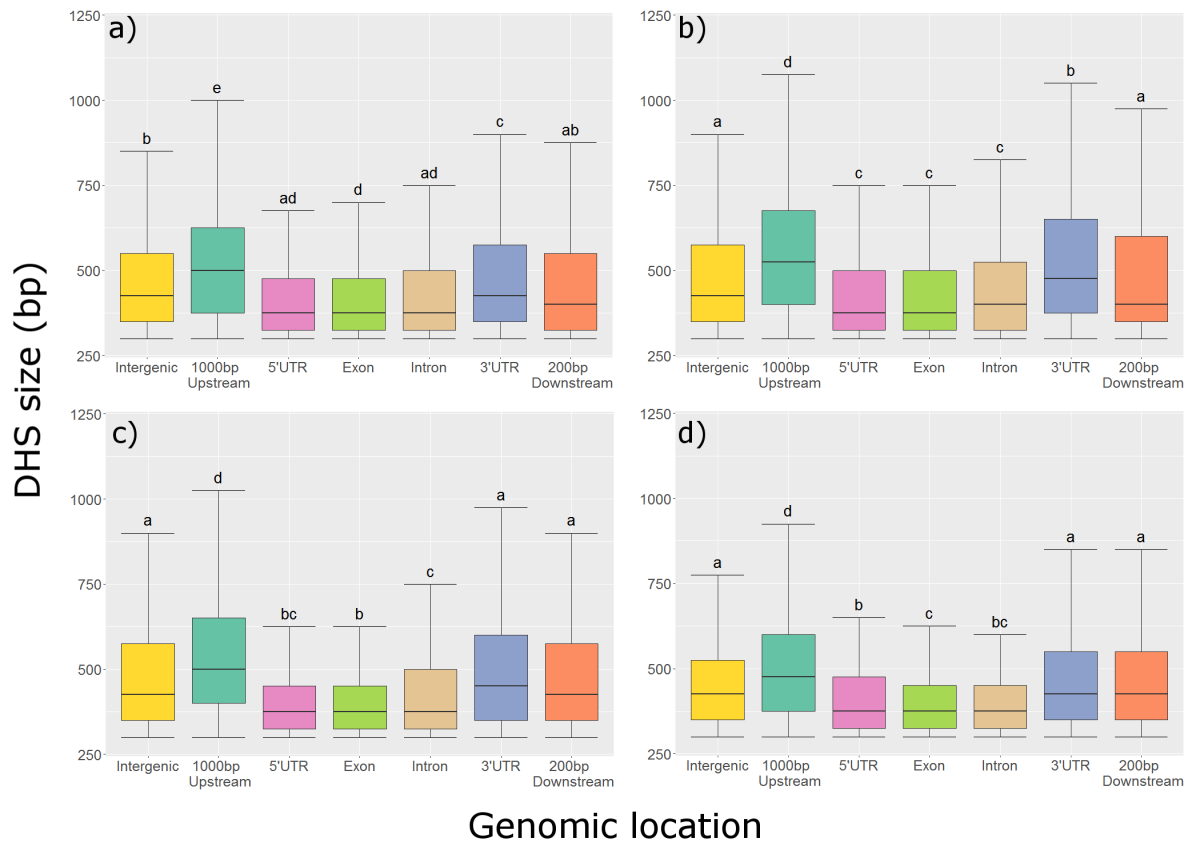 a)
1250
1000
750
500
250
b
e
ad
d
ad
c
ab
Intergenic
1000bp
Upstream
5'UTR
Exon
Intron
3'UTR
200bp
Downstream
b)
1250
1000
750
500
250
a
d
c
c
c
b
a
Intergenic
1000bp
Upstream
5'UTR
Exon
Intron
3'UTR
200bp
Downstream
DHS size (bp)
c)
1250
1000
750
500
250
a
d
bc
b
c
a
a
Intergenic
1000bp
Upstream
5'UTR
Exon
Intron
3'UTR
200bp
Downstream
d)
1250
1000
750
500
250
a
d
b
c
bc
a
a
Intergenic
1000bp
Upstream
5'UTR
Exon
Intron
3'UTR
200bp
Downstream
Genomic location